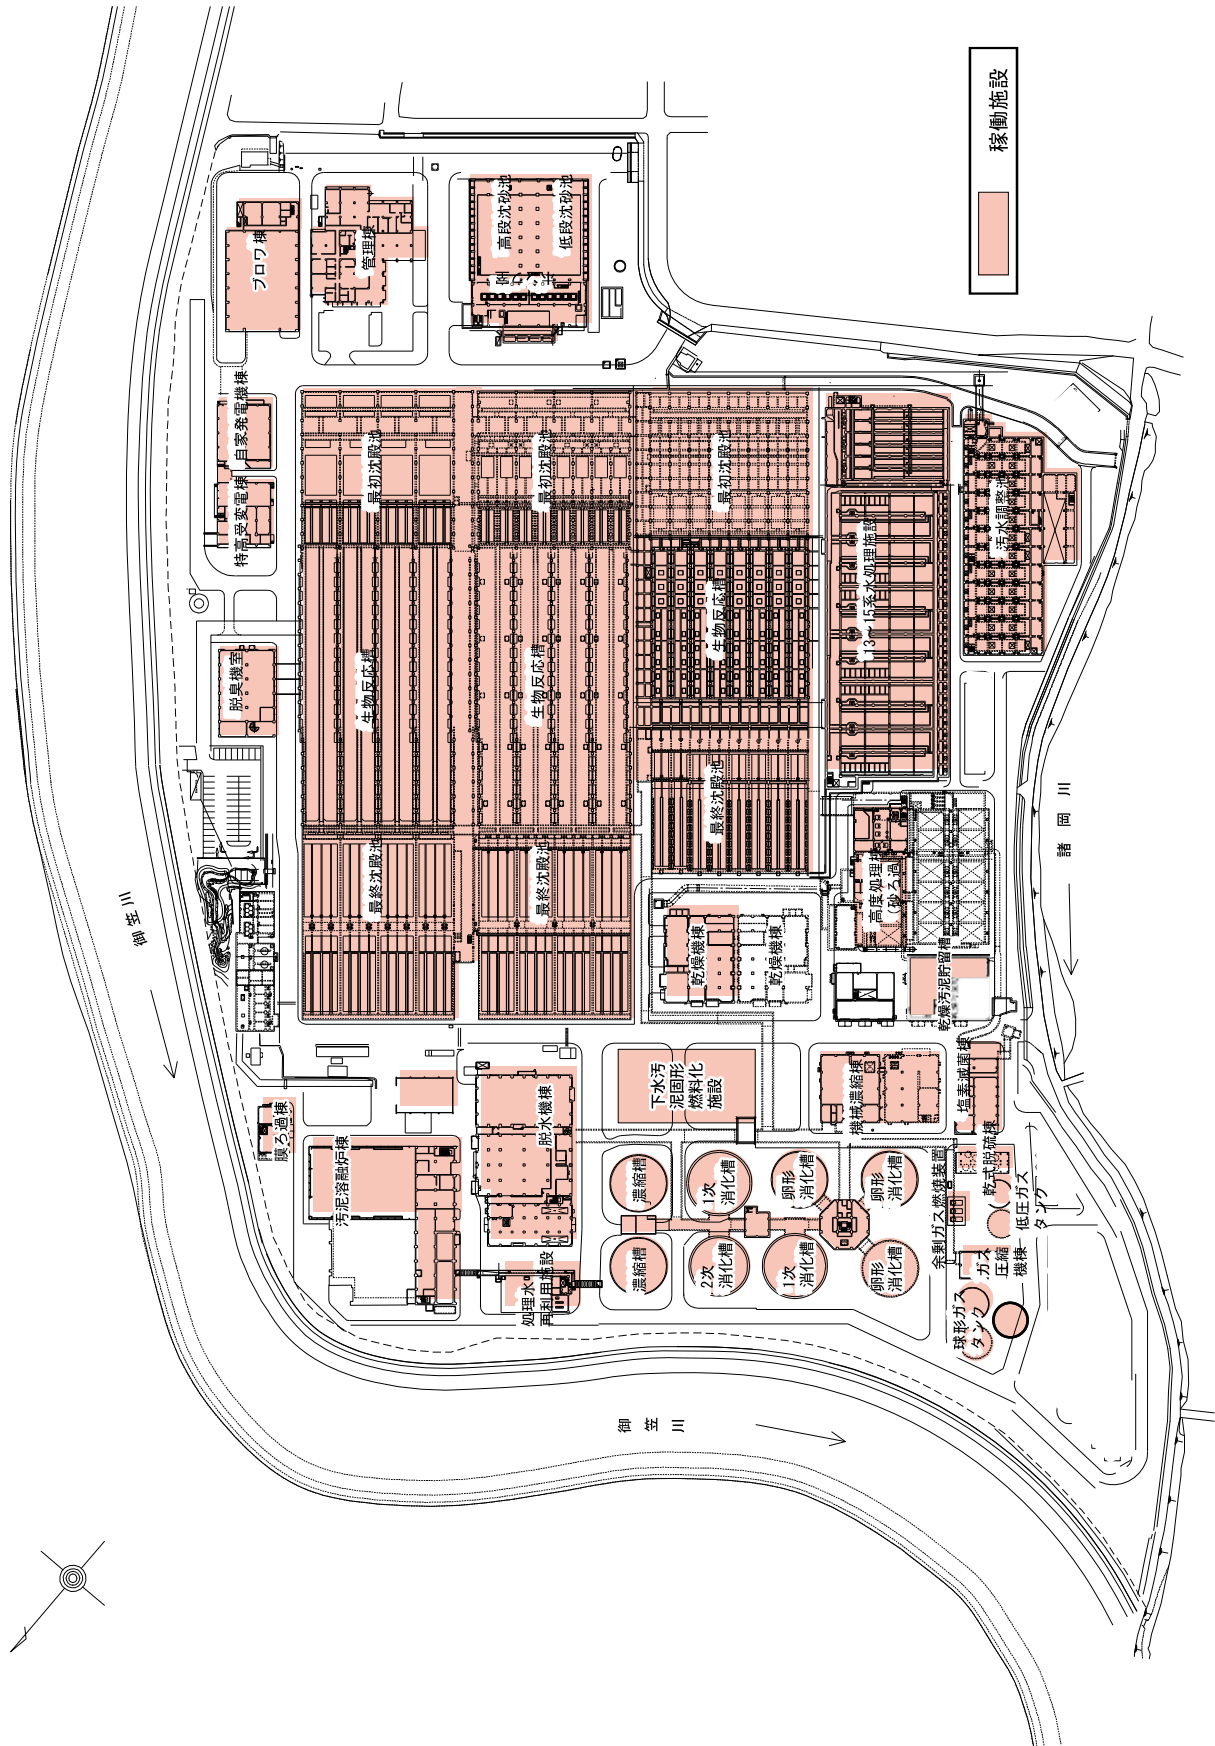 稼働施設
高段沈砂池
低段沈砂池
管理棟
ブロワ棟
自家発電機棟
特高受変電棟
最初沈殿池
最初沈殿池
最初沈殿池
13~15系水処理施設
汚水調整池
生物反応槽
生物反応槽
生物反応槽
脱臭機室
最終沈殿池
最終沈殿池
最終沈殿池
高度処理棟
(砂ろ過)
諸岡川
御笠川
乾燥機棟
乾燥機棟
乾燥汚泥貯留槽
下水汚
泥固形
燃料化
施設
機械濃縮棟
塩素滅菌棟
膜ろ過棟
汚泥溶融炉棟
脱水機棟
濃縮槽
1次
消化槽
卵形
消化槽
卵形
消化槽
余剰ガス燃焼装置
乾式脱硫棟
低圧ガス
タンク
処理水
再利用施設
濃縮槽
2次
消化槽
1次
消化槽
卵形
消化槽
ガス
圧縮
機棟
球形ガス
タンク
御笠川